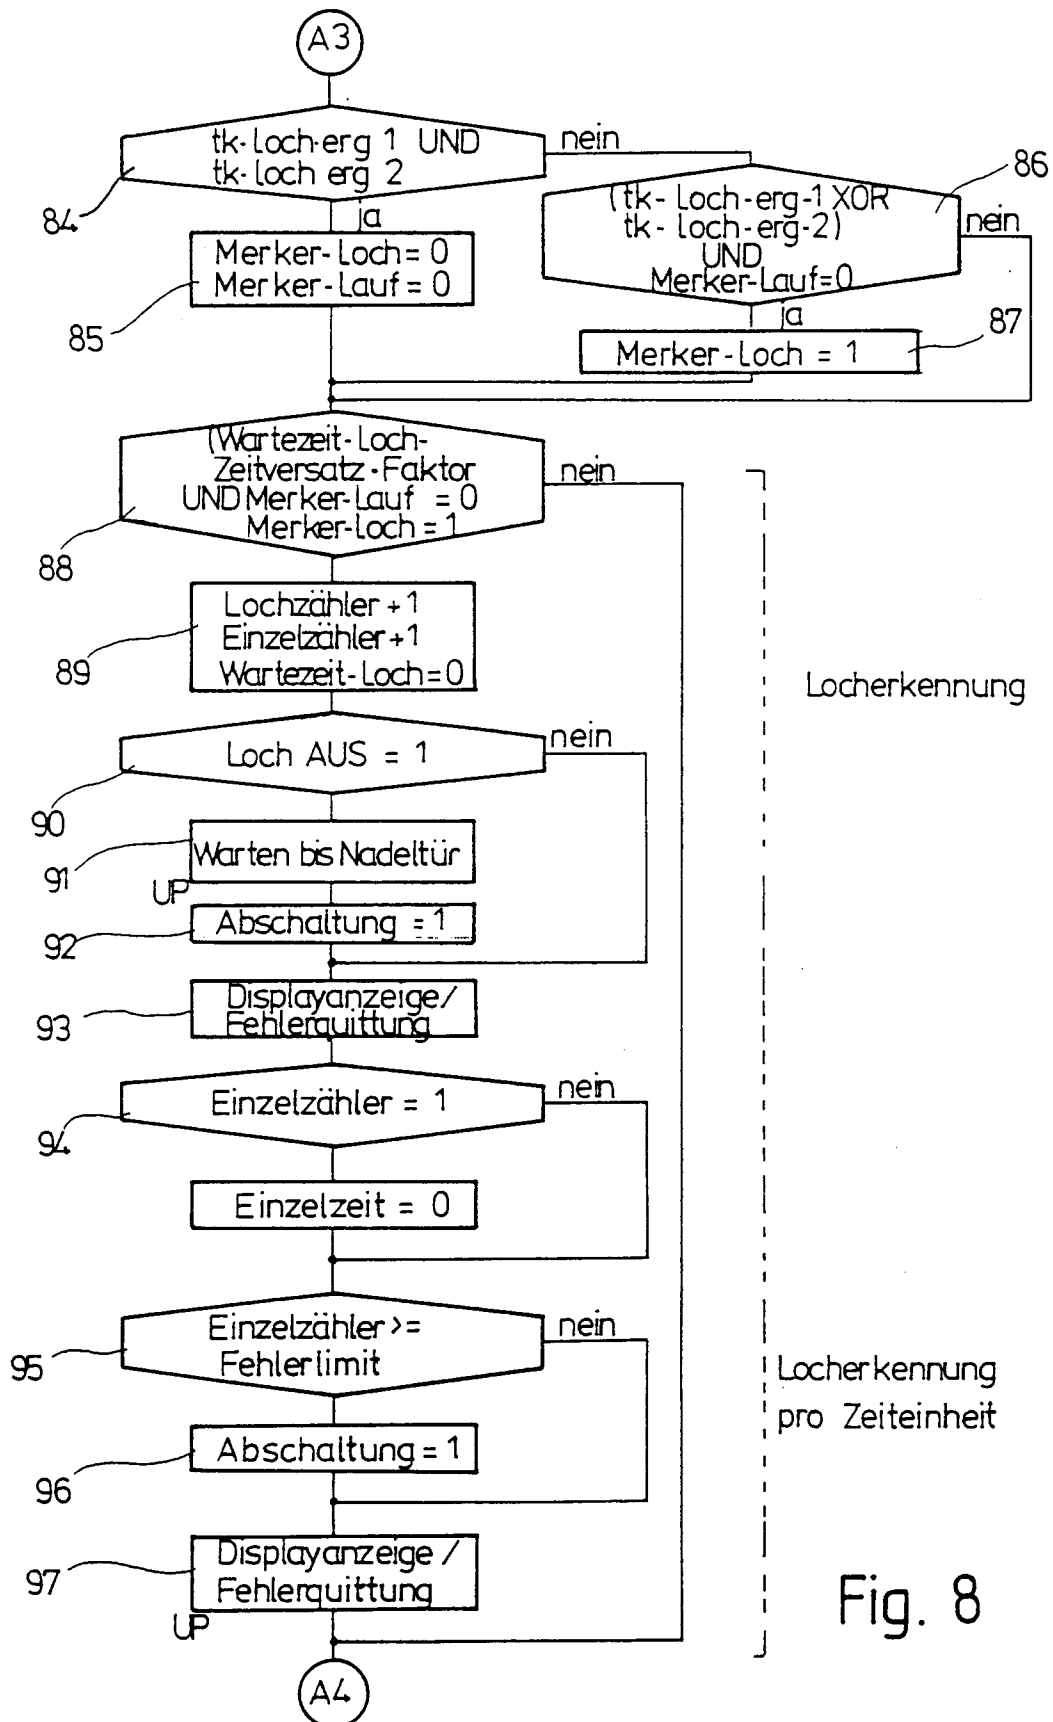 A3
tk-Loch-erg 1 UND
tk-loch erg 2
nein
84
ja
86
(tk-Loch-erg-1 XOR
tk-Loch-erg-2)
UND
Merker-Lauf=0
nein
ja
Merker-Loch=0
Merker-Lauf=0
85
87
Merker-Loch = 1
(Wartezeit-Loch-
Zeitversatz-Faktor
UND Merker-Lauf = 0
Merker-Loch = 1
nein
88
Lochzähler +1
Einzelzähler +1
Wartezeit-Loch=0
89
Locherkennung
Loch AUS = 1
nein
90
Warten bis Nadeltür
91
UP
Abschaltung = 1
92
Displayanzeige/
Fehlerquittung
93
Einzelzähler = 1
nein
94
Einzelzeit = 0
Einzelzähler >=
Fehlerlimit
nein
95
Locherkennung
pro Zeiteinheit
Abschaltung = 1
96
Displayanzeige /
Fehlerquittung
97
UP
Fig. 8
A4